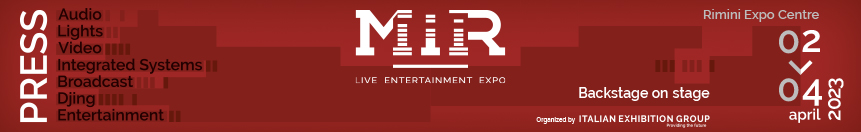 PRESS
Audio
Lights
Video
Integrated Systems
Broadcast
Djing
Entertainment
MIR
LIVE ENTERTAINMENT EXPO
Rimini Expo Centre
02
04
april
2023
Backstage on stage
Organized by ITALIAN EXHIBITION GROUP
Providing the future